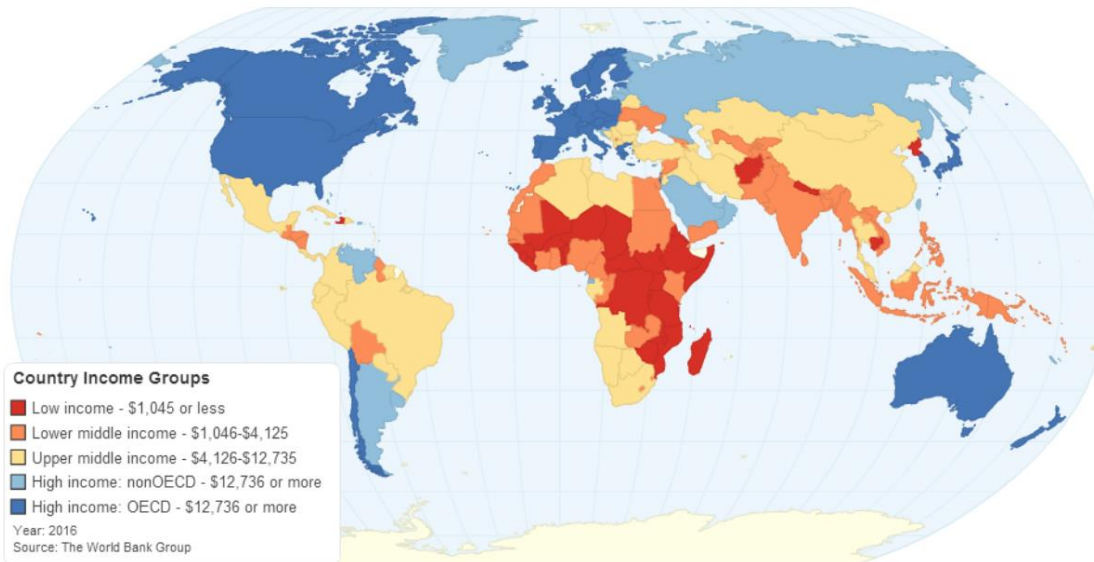 Country Income Groups
Low income - $1,045 or less
Lower middle income - $1,046-$4,125
Upper middle income - $4,126-$12,735
High income: nonOECD - $12,736 or more
High income: OECD - $12,736 or more
Year: 2016
Source: The World Bank Group